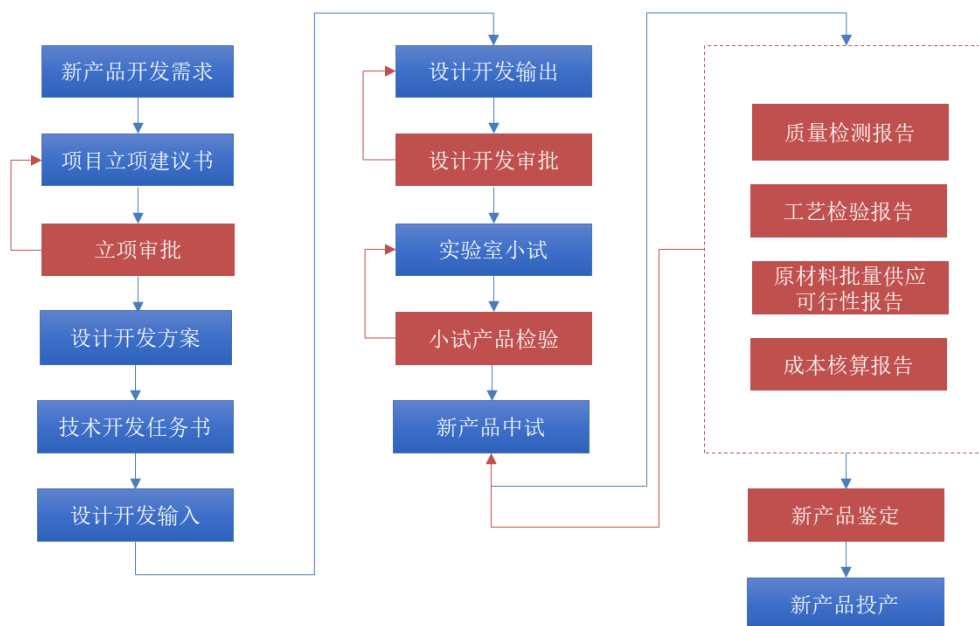 新产品开发需求
项目立项建议书
立项审批
设计开发方案
技术开发任务书
设计开发输入
设计开发输出
设计开发审批
实验室小试
小试产品检验
新产品中试
质量检测报告
工艺检验报告
原材料批量供应
可行性报告
成本核算报告
新产品鉴定
新产品投产